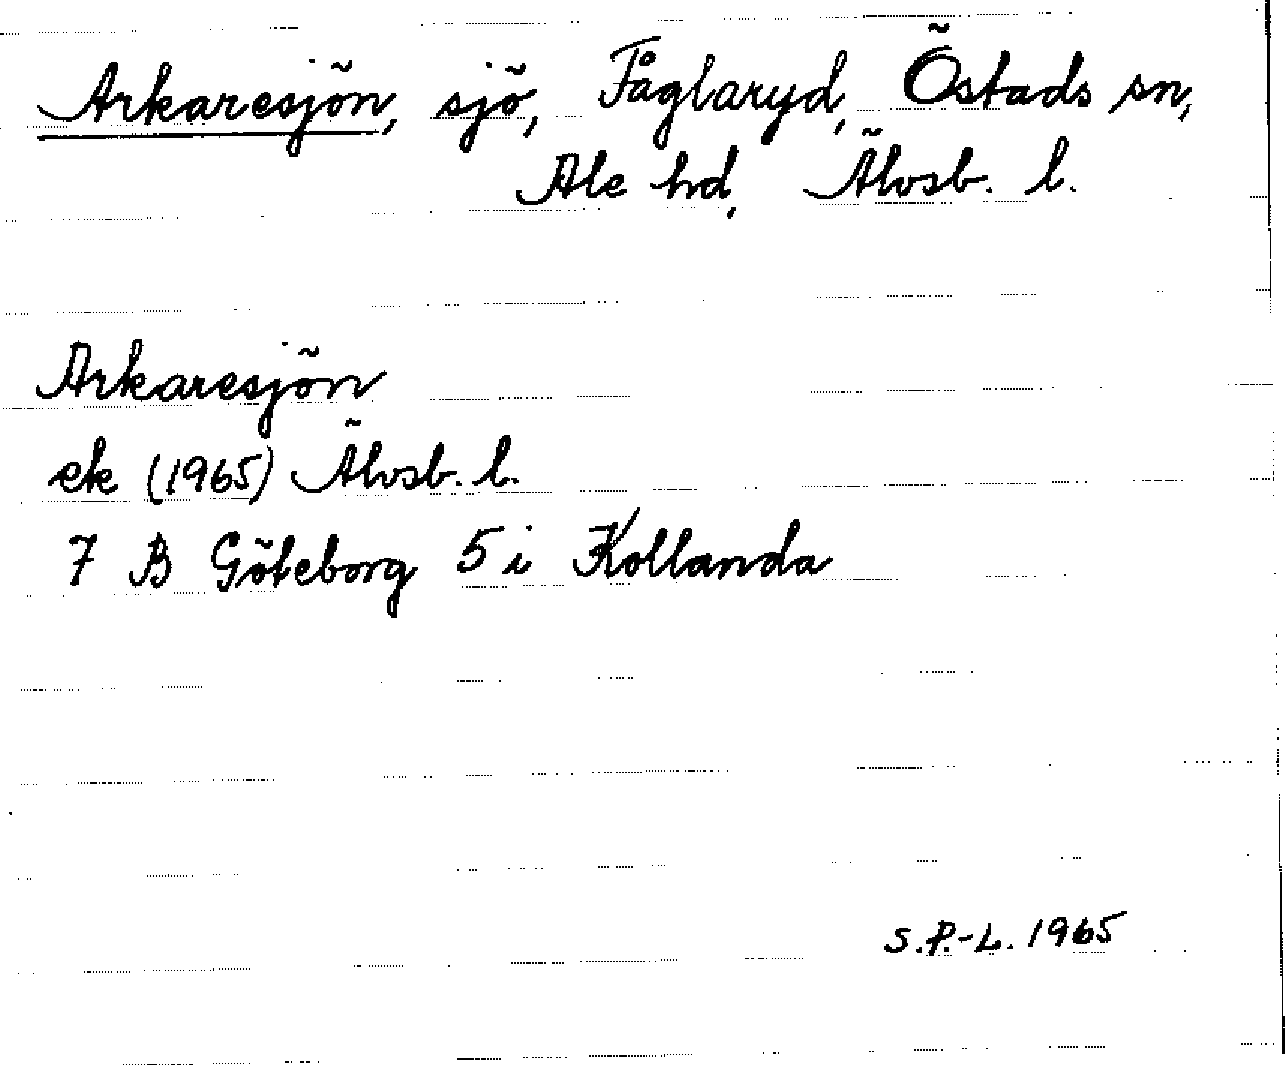 Arkaresjön, sjö, Fåglaryd, Östads sn,
Ale hd, Älvsb. l.
Arkaresjön
ek (1965) Älvsb. l.
7 B Göteborg 5 i Kollanda
S.P.-L. 1965